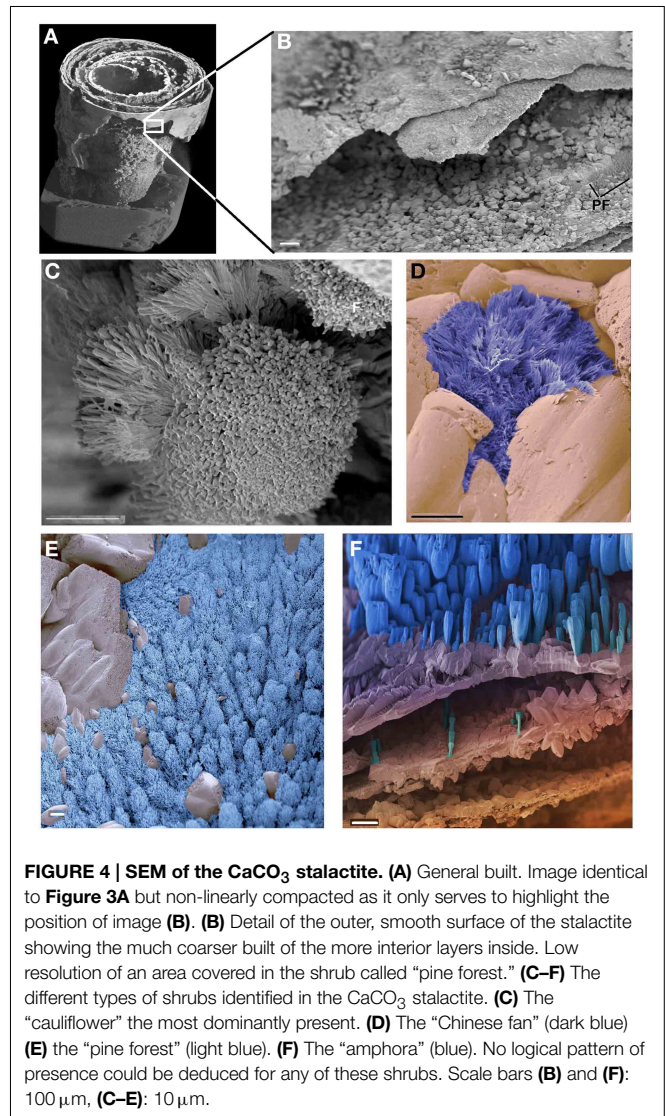 A
B
PF
C
F
D
E
F
FIGURE 4 | SEM of the CaCO₃ stalactite. (A) General built. Image identical
to Figure 3A but non-linearly compacted as it only serves to highlight the
position of image (B). (B) Detail of the outer, smooth surface of the stalactite
showing the much coarser built of the more interior layers inside. Low
resolution of an area covered in the shrub called “pine forest.” (C–F) The
different types of shrubs identified in the CaCO₃ stalactite. (C) The
“cauliflower” the most dominantly present. (D) The “Chinese fan” (dark blue)
(E) the “pine forest” (light blue). (F) The “amphora” (blue). No logical pattern of
presence could be deduced for any of these shrubs. Scale bars (B) and (F):
100 μm, (C–E): 10 μm.